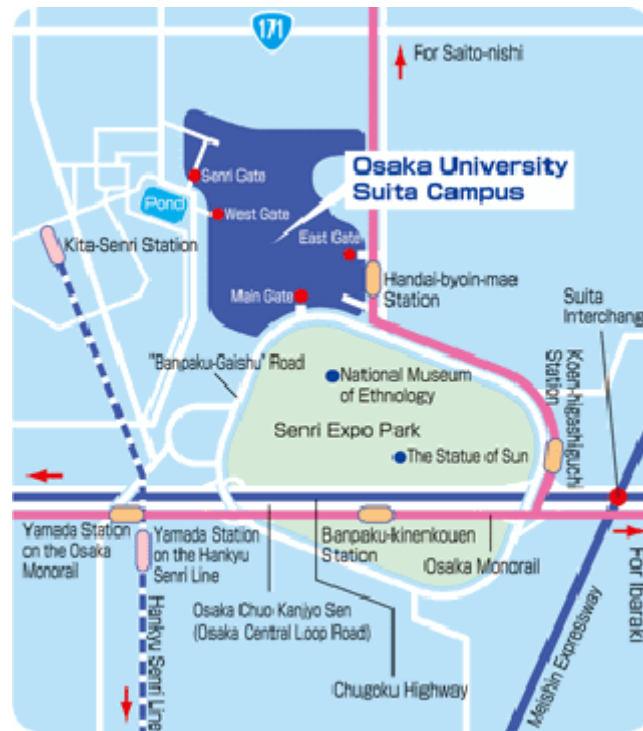 171
For Saito-nishi
Osaka University
Suita Campus
Senri Gate
Pond
West Gate
East Gate
Kita-Senri Station
Main Gate
Handai-byoin-mae
Station
Suita
Interchang
"Banpaku-Gaishu" Road
National Museum
of Ethnology
Koen-higashiguchi
Station
Senri Expo Park
The Statue of Sun
Yamada Station
on the Osaka
Monorail
Yamada Station
on the Hankyu
Senri Line
Banpaku-kinenkouen
Station
Osaka Monorail
For Ibaraki
Osaka Chuo Kanjyo Sen
(Osaka Central Loop Road)
Hankyu Senri Line
Chugoku Highway
Meishin Expressway